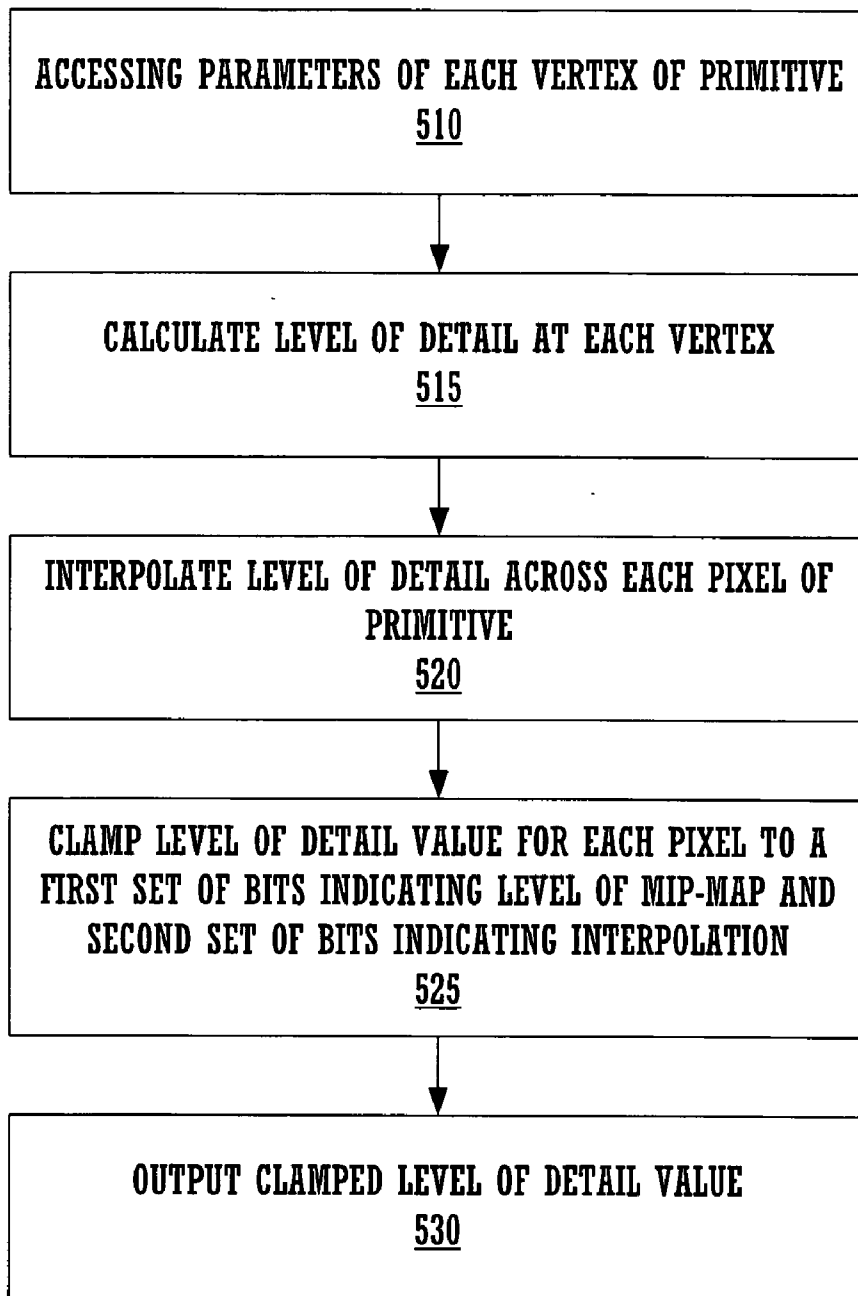 ACCESSING PARAMETERS OF EACH VERTEX OF PRIMITIVE
510
CALCULATE LEVEL OF DETAIL AT EACH VERTEX
515
INTERPOLATE LEVEL OF DETAIL ACROSS EACH PIXEL OF
PRIMITIVE
520
CLAMP LEVEL OF DETAIL VALUE FOR EACH PIXEL TO A
FIRST SET OF BITS INDICATING LEVEL OF MIP-MAP AND
SECOND SET OF BITS INDICATING INTERPOLATION
525
OUTPUT CLAMPED LEVEL OF DETAIL VALUE
530